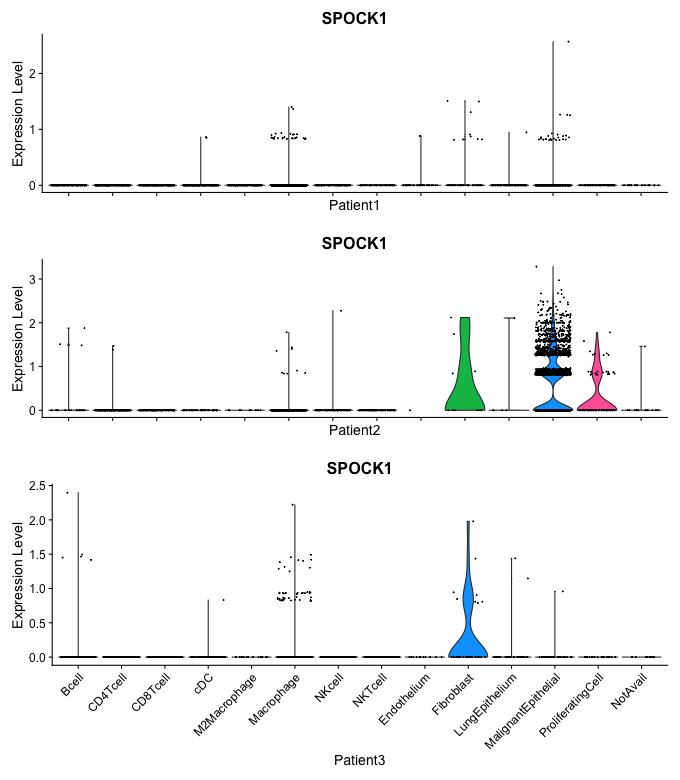 SPOCK1
Expression Level
2
1
0
Patient1
SPOCK1
Expression Level
3
2
1
0
Patient2
SPOCK1
Expression Level
2.5
2.0
1.5
1.0
0.5
0.0
Bcell
CD4Tcell
CD8Tcell
cDC
M2Macrophage
Macrophage
NKcell
NKTcell
Endothelium
Fibroblast
LungEpithelium
MalignantEpithelial
ProliferatingCell
NotAvail
Patient3